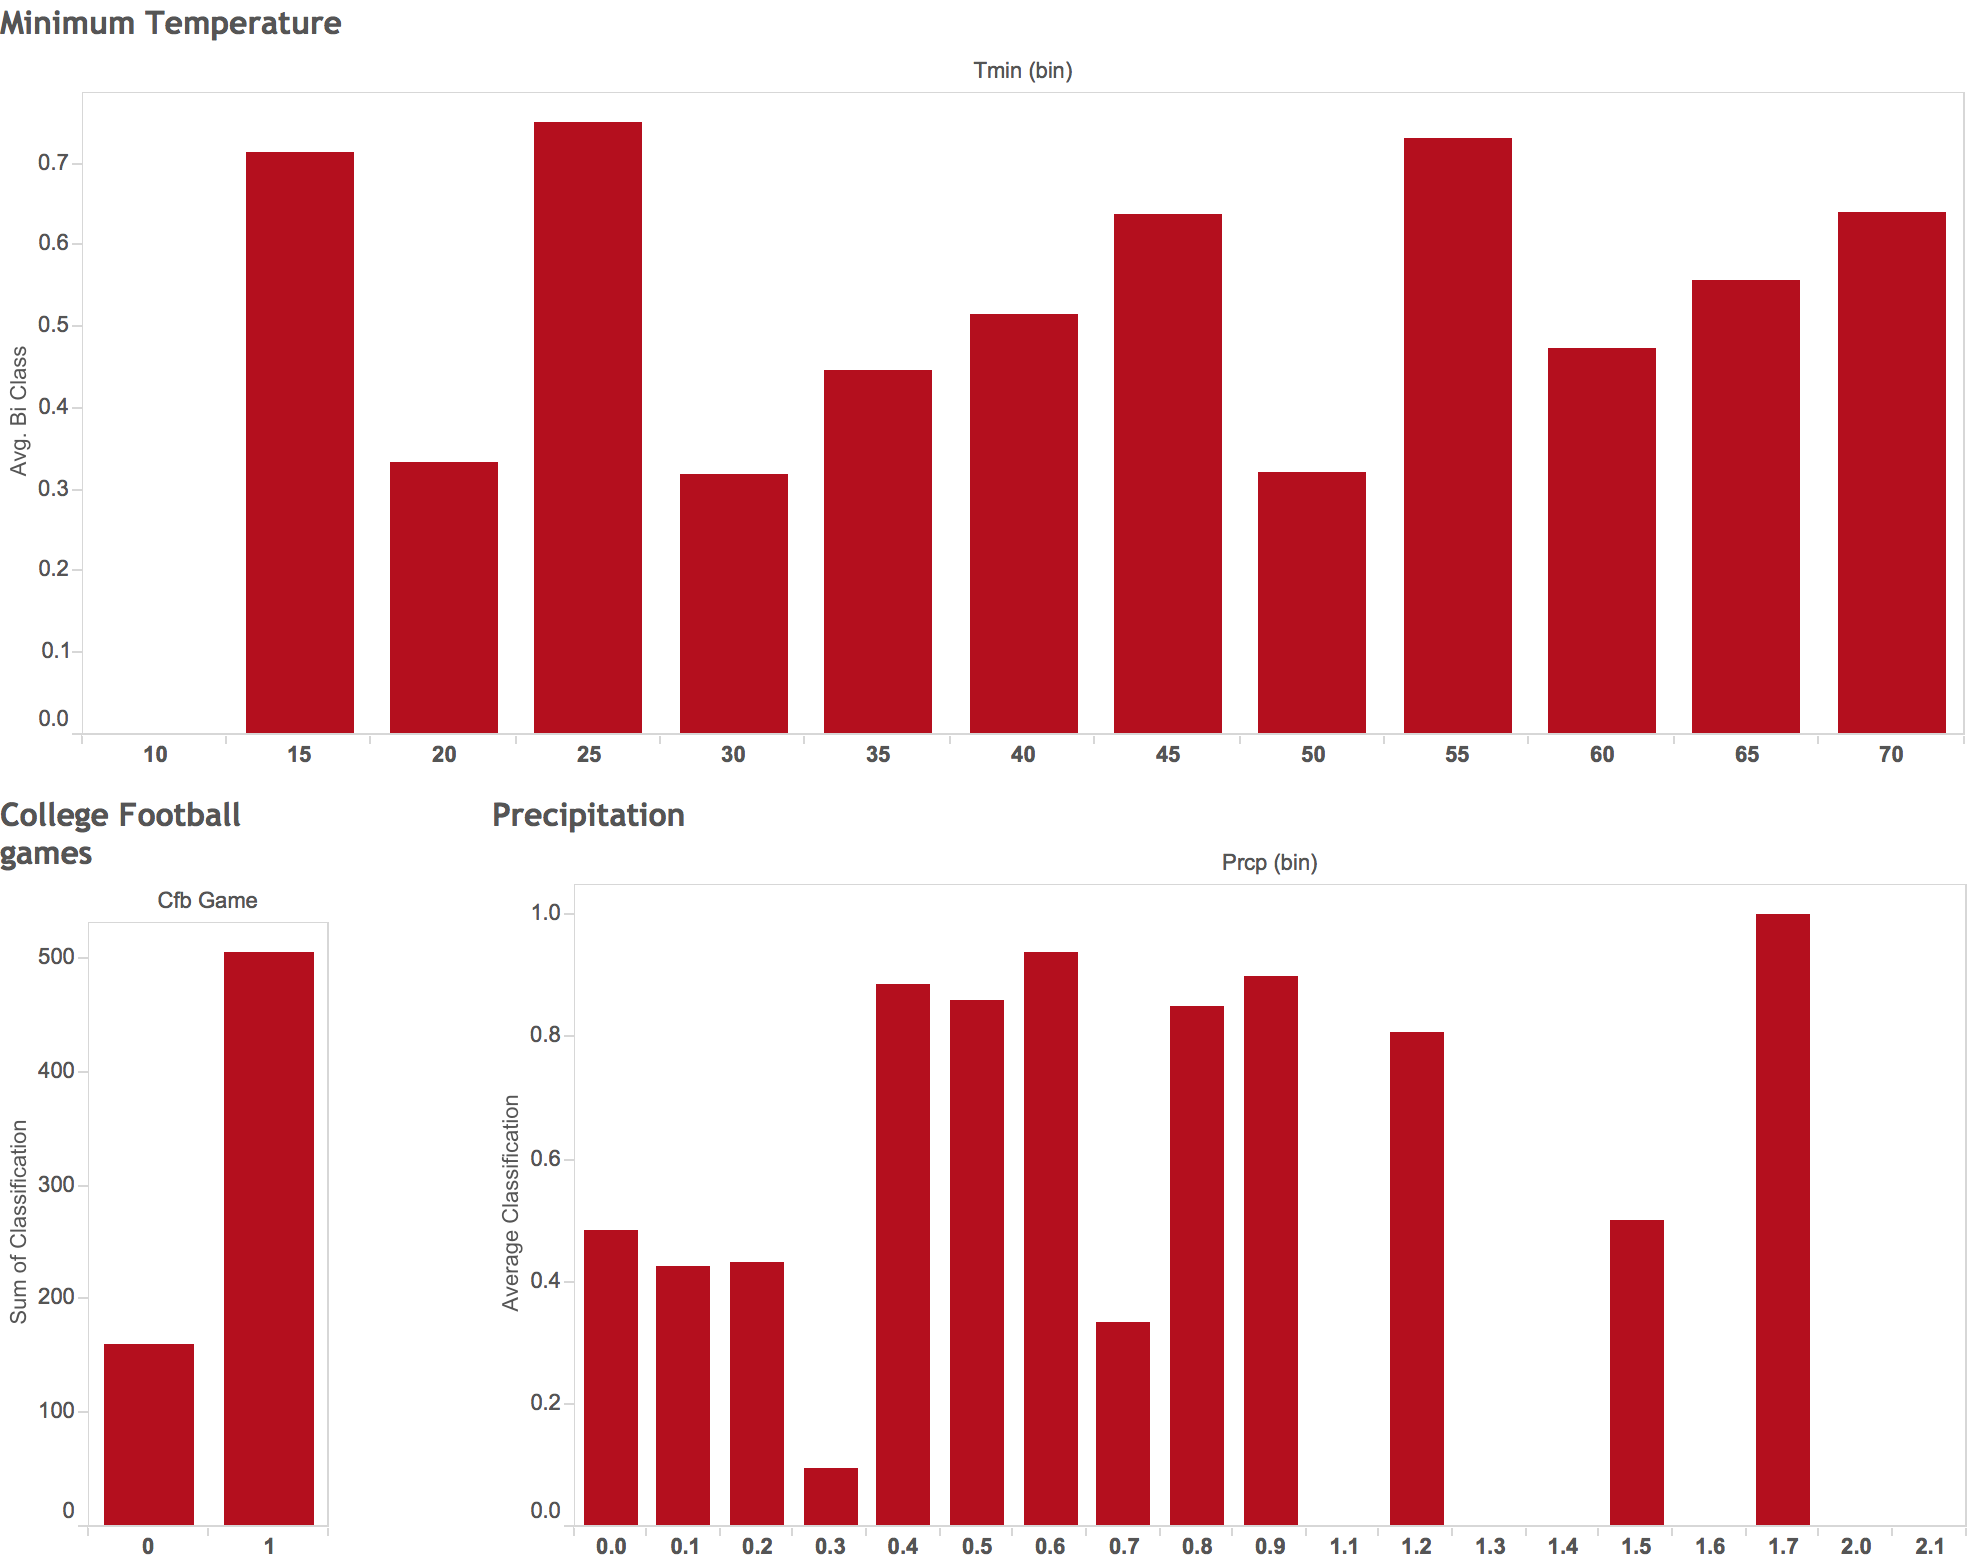 Minimum Temperature
Tmin (bin)
Avg. Bi Class
0.7
0.6
0.5
0.4
0.3
0.2
0.1
0.0
10 15 20 25 30 35 40 45 50 55 60 65 70
College Football
games
Cfb Game
Sum of Classification
500
400
300
200
100
0
0 1
Precipitation
Prcp (bin)
Average Classification
1.0
0.8
0.6
0.4
0.2
0.0
0.0 0.1 0.2 0.3 0.4 0.5 0.6 0.7 0.8 0.9 1.1 1.2 1.3 1.4 1.5 1.6 1.7 2.0 2.1